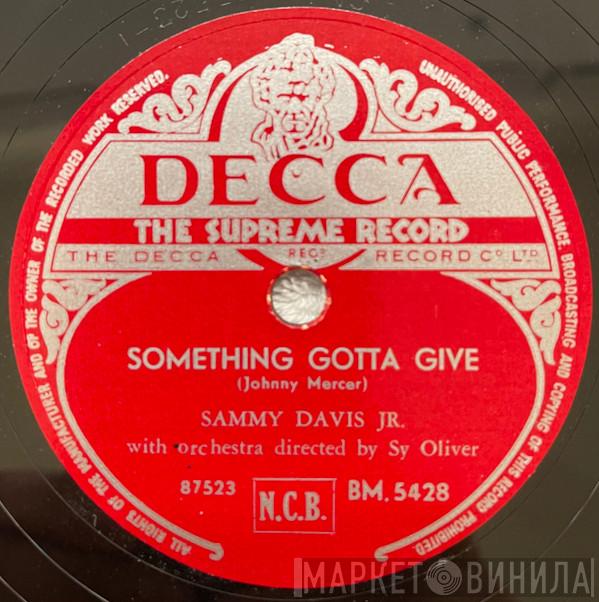 ALL RIGHTS OF THE MANUFACTURER AND OF THE OWNER OF THE RECORDED WORK RESERVED.
UNAUTHORISED PUBLIC PERFORMANCE, BROADCASTING AND COPYING OF THIS RECORD PROHIBITED.
DECCA
THE SUPREME RECORD
THE DECCA REGD RECORD CO LTD
SOMETHING GOTTA GIVE
(Johnny Mercer)
SAMMY DAVIS JR.
with orchestra directed by Sy Oliver
87523 N.C.B. BM. 5428
МАРКЕТ ВИНИЛА